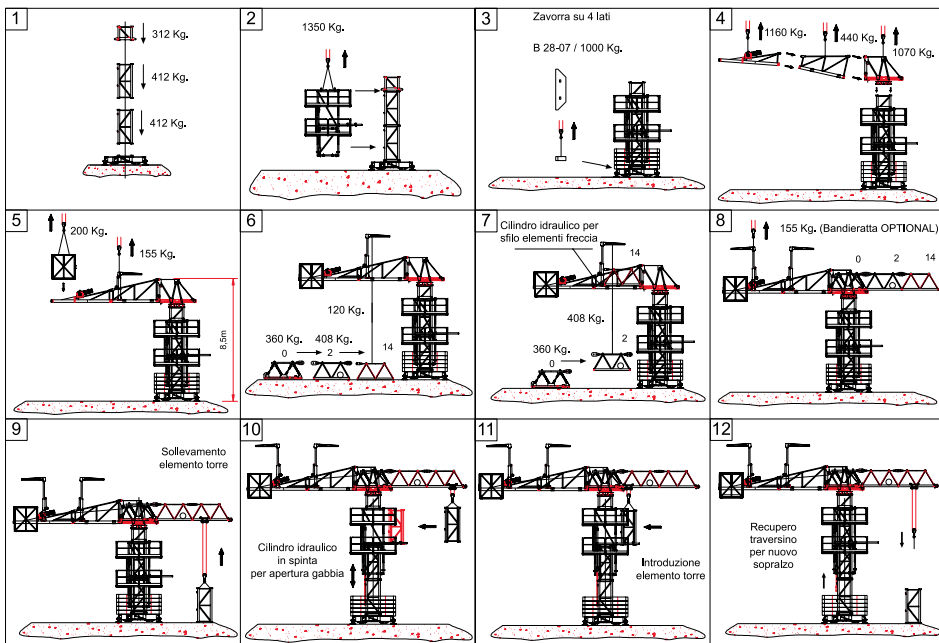 1
312 Kg.
412 Kg.
412 Kg.
2
1350 Kg.
3
Zavorra su 4 lati
B 28-07 / 1000 Kg.
4
1160 Kg.
440 Kg.
1070 Kg.
5
200 Kg.
155 Kg.
8,5m
6
120 Kg.
360 Kg.
408 Kg.
0
2
14
7
Cilindro idraulico per
sfilo elementi freccia
14
408 Kg.
2
360 Kg.
0
8
155 Kg. (Bandieratta OPTIONAL)
0
2
14
9
Sollevamento
elemento torre
10
Cilindro idraulico
in spinta
per apertura gabbia
11
Introduzione
elemento torre
12
Recupero
traversino
per nuovo
sopralzo